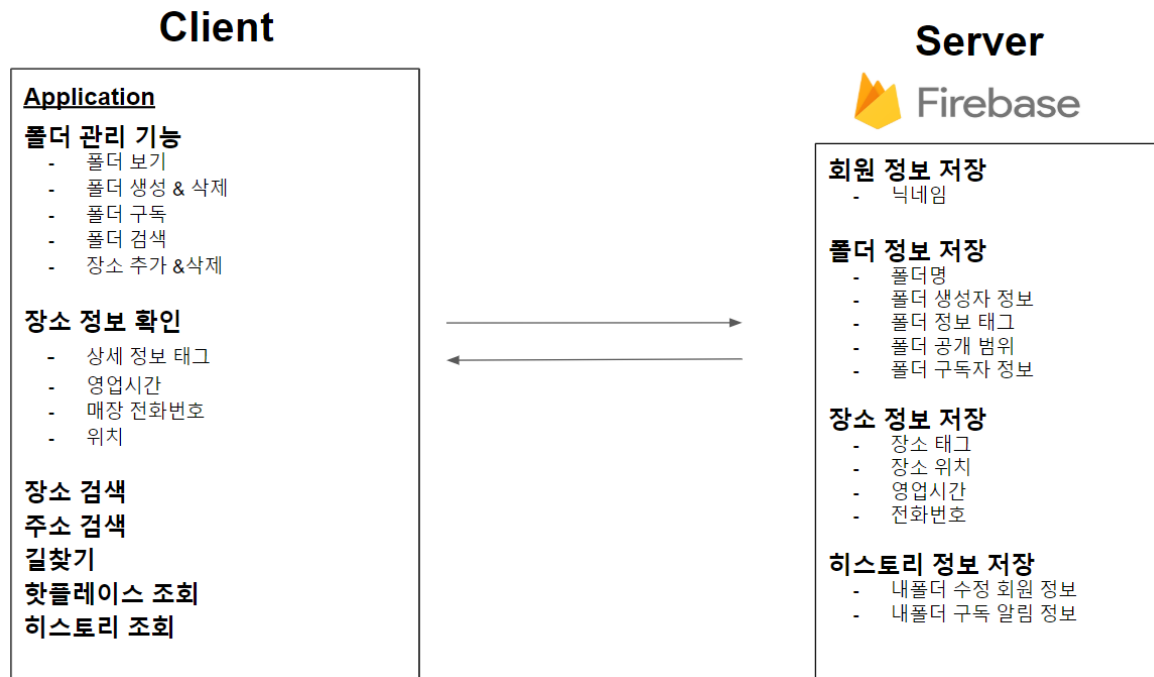 Client
Application
폴더 관리 기능
- 폴더 보기
- 폴더 생성 & 삭제
- 폴더 구독
- 폴더 검색
- 장소 추가 &삭제
장소 정보 확인
- 상세 정보 태그
- 영업시간
- 매장 전화번호
- 위치
장소 검색
주소 검색
길찾기
핫플레이스 조회
히스토리 조회
Server
Firebase
회원 정보 저장
- 닉네임
폴더 정보 저장
- 폴더명
- 폴더 생성자 정보
- 폴더 정보 태그
- 폴더 공개 범위
- 폴더 구독자 정보
장소 정보 저장
- 장소 태그
- 장소 위치
- 영업시간
- 전화번호
히스토리 정보 저장
- 내폴더 수정 회원 정보
- 내폴더 구독 알림 정보